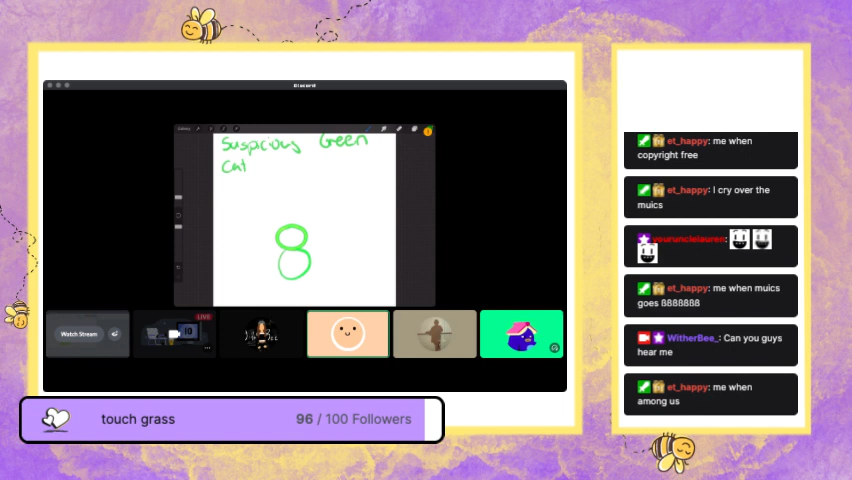 Discord
Gallery
Suspicious Green
Cat
8
Watch Stream
LIVE
touch grass
96 / 100 Followers
et_happy: me when
copyright free
et_happy: I cry over the
muics
youruncielauren:
et_happy: me when muics
goes 8888888
WitherBee_: Can you guys
hear me
et_happy: me when
among us